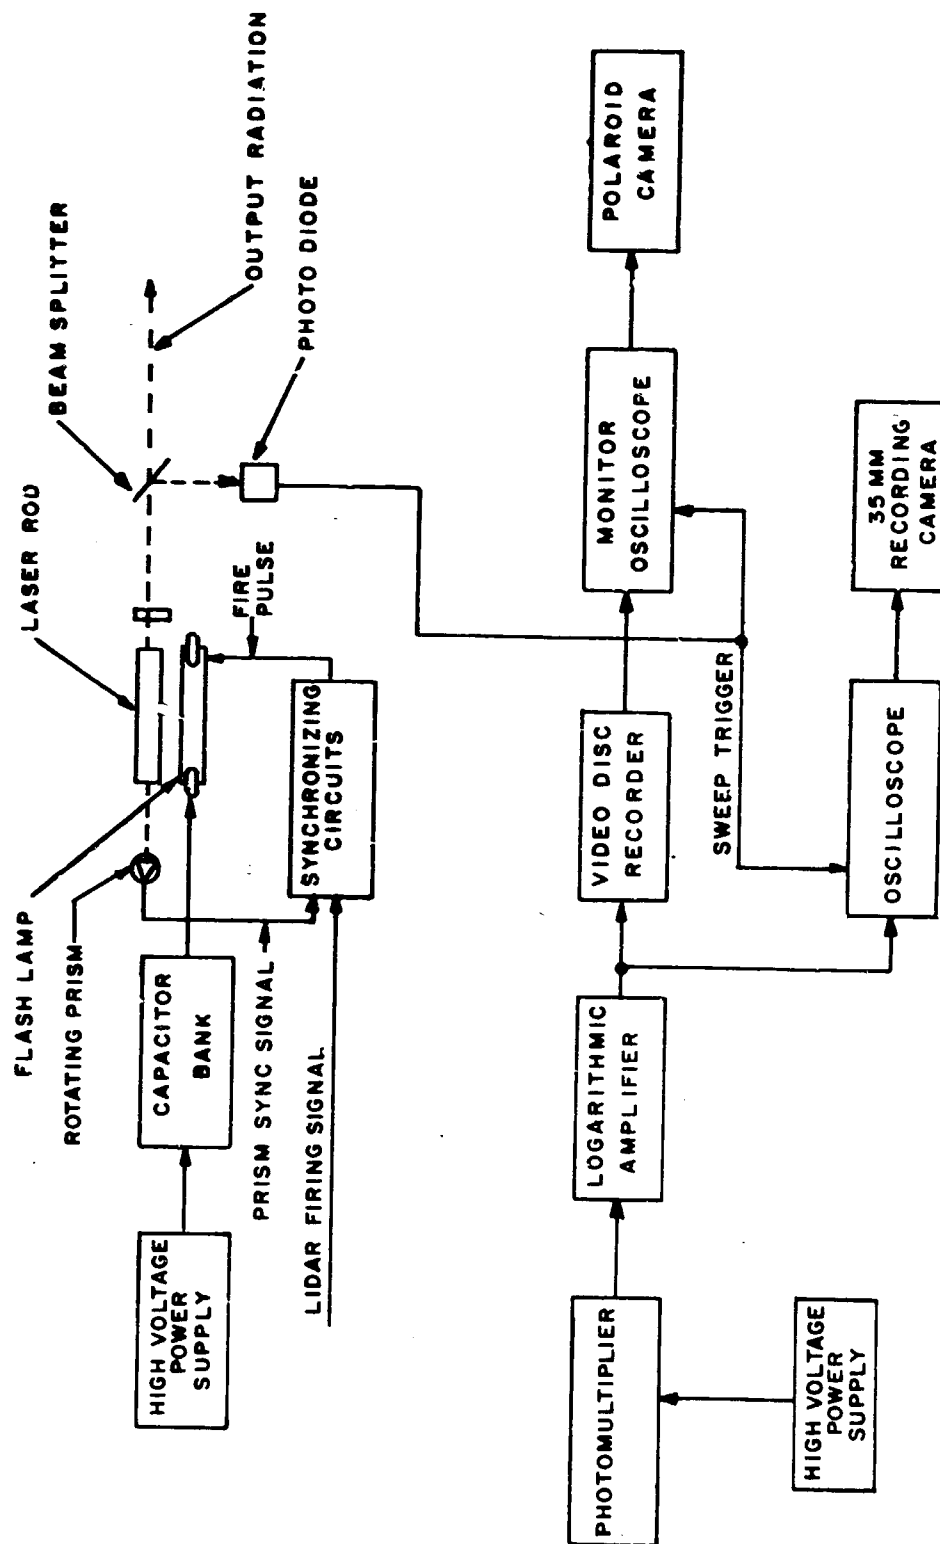 FLASH LAMP
ROTATING PRISM
LASER ROD
BEAM SPLITTER
OUTPUT RADIATION
PHOTO DIODE
HIGH VOLTAGE
POWER
SUPPLY
CAPACITOR
BANK
PRISM SYNC SIGNAL
LIDAR FIRING SIGNAL
FIRE
PULSE
SYNCHRONIZING
CIRCUITS
PHOTOMULTIPLIER
LOGARITHMIC
AMPLIFIER
VIDEO DISC
RECORDER
MONITOR
OSCILLOSCOPE
POLAROID
CAMERA
SWEEP TRIGGER
HIGH VOLTAGE
POWER
SUPPLY
OSCILLOSCOPE
35 MM
RECORDING
CAMERA